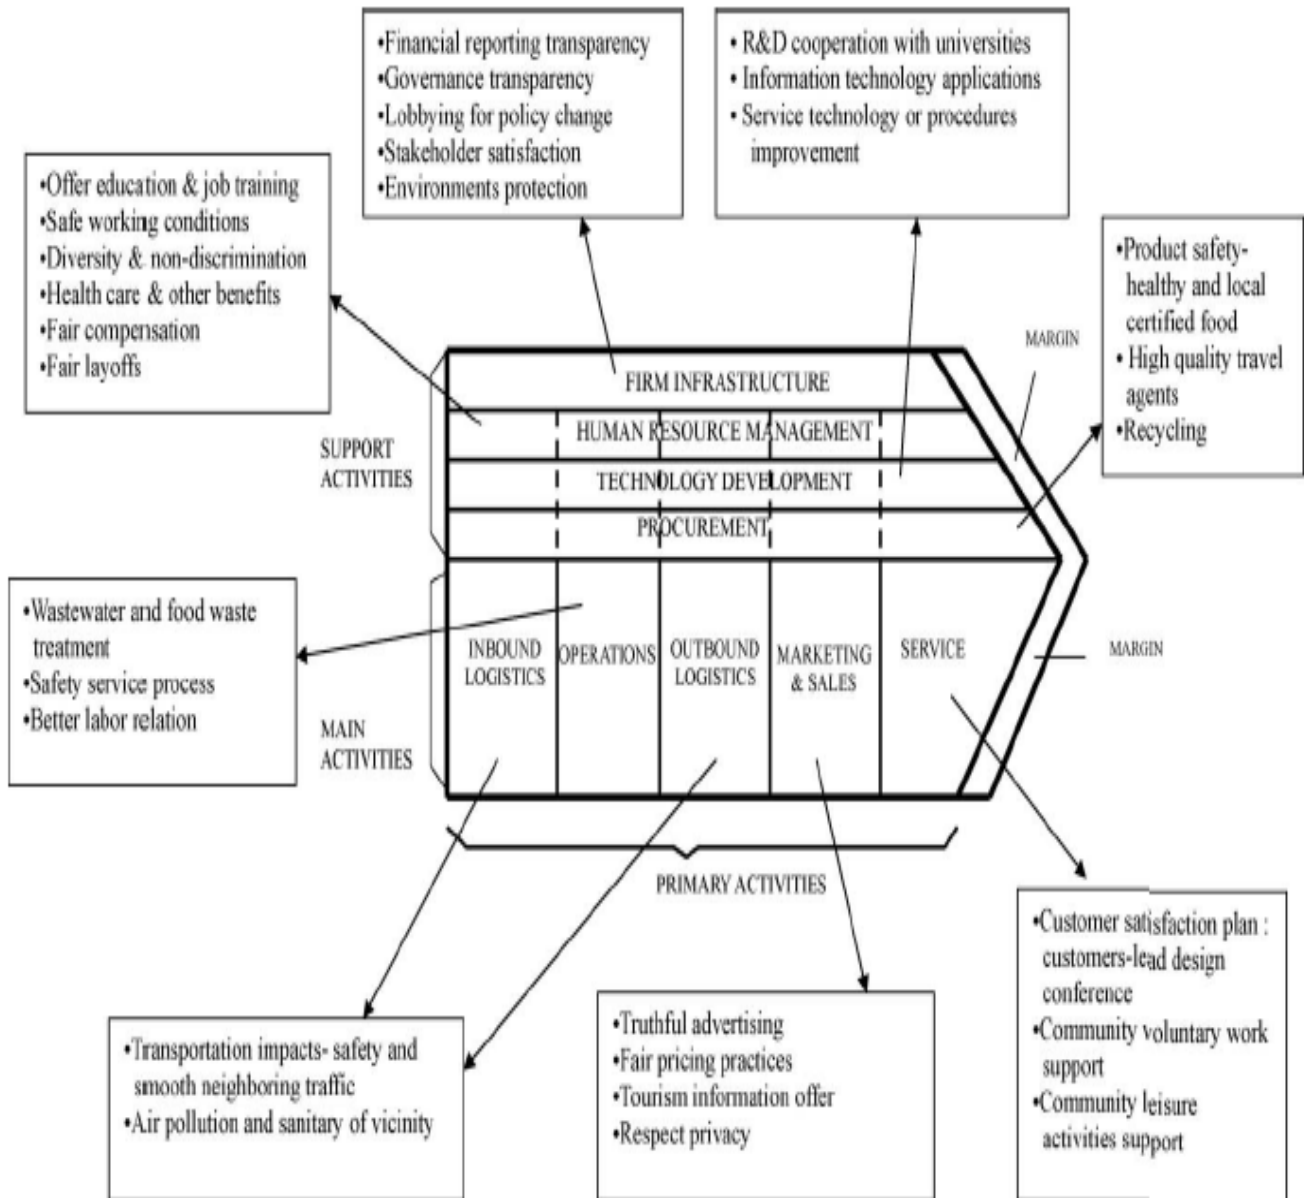 •Financial reporting transparency
•Governance transparency
•Lobbying for policy change
•Stakeholder satisfaction
•Environments protection
• R&D cooperation with universities
• Information technology applications
• Service technology or procedures
improvement
•Offer education & job training
•Safe working conditions
•Diversity & non-discrimination
•Health care & other benefits
•Fair compensation
•Fair layoffs
•Product safety-
healthy and local
certified food
• High quality travel
agents
•Recycling
MARGIN
SUPPORT
ACTIVITIES
FIRM INFRASTRUCTURE
HUMAN RESOURCE MANAGEMENT
TECHNOLOGY DEVELOPMENT
PROCUREMENT
•Wastewater and food waste
treatment
•Safety service process
•Better labor relation
MAIN
ACTIVITIES
INBOUND
LOGISTICS
OPERATIONS
OUTBOUND
LOGISTICS
MARKETING
& SALES
SERVICE
MARGIN
PRIMARY ACTIVITIES
•Transportation impacts- safety and
smooth neighboring traffic
•Air pollution and sanitary of vicinity
•Truthful advertising
•Fair pricing practices
•Tourism information offer
•Respect privacy
•Customer satisfaction plan :
customers-lead design
conference
•Community voluntary work
support
•Community leisure
activities support